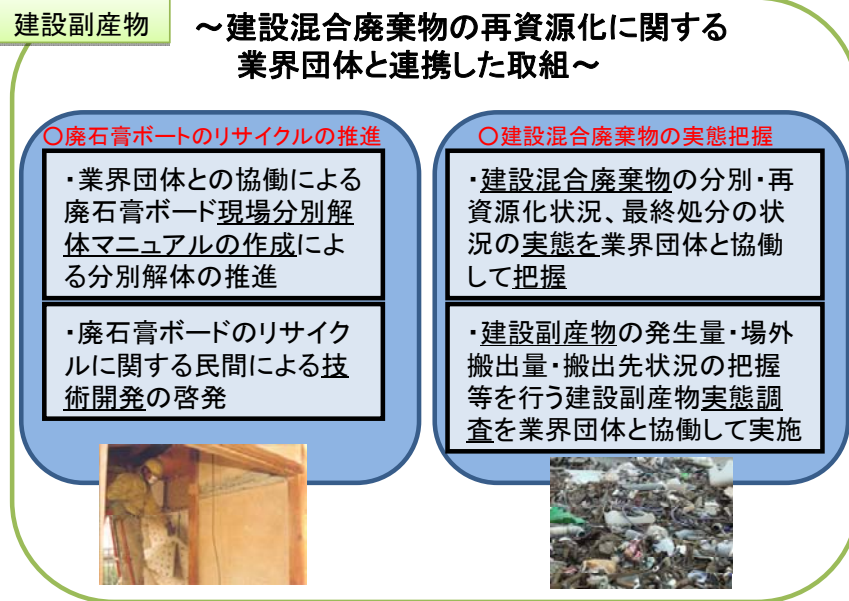 建設副産物
～建設混合廃棄物の再資源化に関する
業界団体と連携した取組～
○廃石膏ボートのリサイクルの推進
・業界団体との協働による
廃石膏ボード現場分別解
体マニュアルの作成によ
る分別解体の推進
・廃石膏ボードのリサイク
ルに関する民間による技
術開発の啓発
○建設混合廃棄物の実態把握
・建設混合廃棄物の分別・再
資源化状況、最終処分の状
況の実態を業界団体と協働
して把握
・建設副産物の発生量・場外
搬出量・搬出先状況の把握
等を行う建設副産物実態調
査を業界団体と協働して実施